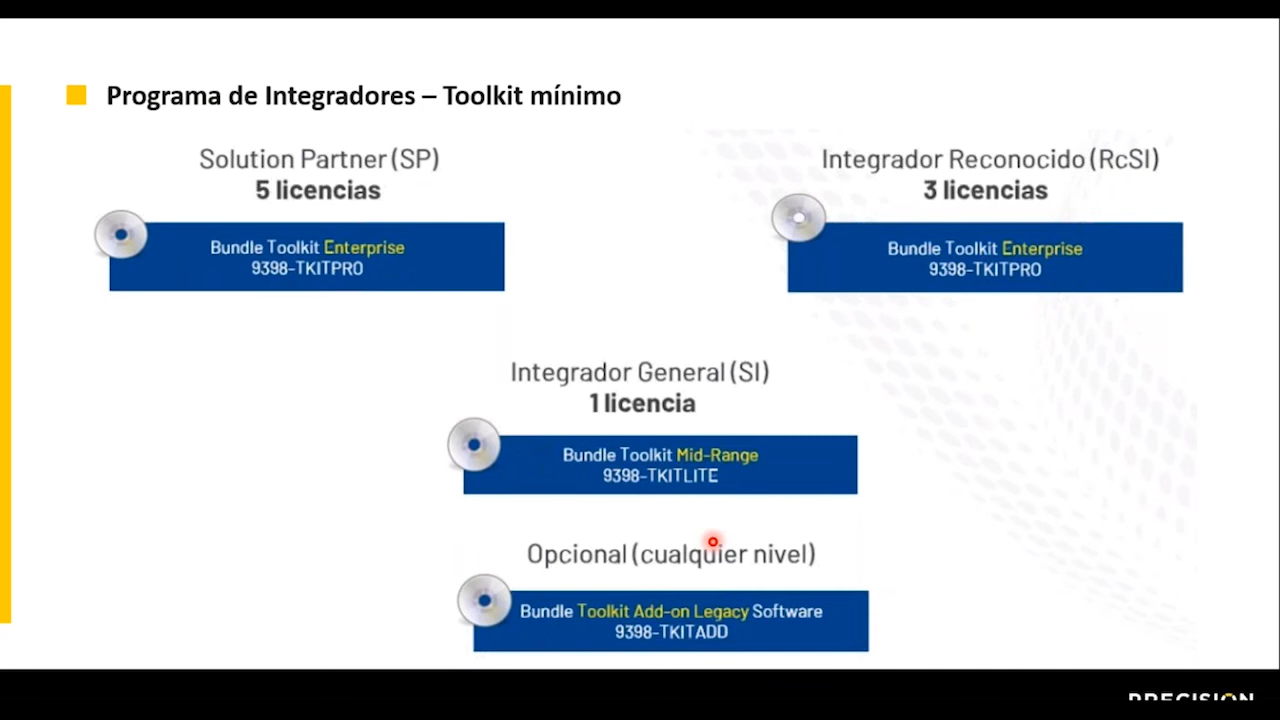 Programa de Integradores – Toolkit mínimo
Solution Partner (SP)
5 licencias
Bundle Toolkit Enterprise
9398-TKITPRO
Integrador Reconocido (RcSI)
3 licencias
Bundle Toolkit Enterprise
9398-TKITPRO
Integrador General (SI)
1 licencia
Bundle Toolkit Mid-Range
9398-TKITLITE
Opcional (cualquier nivel)
Bundle Toolkit Add-on Legacy Software
9398-TKITADD
PRECISION